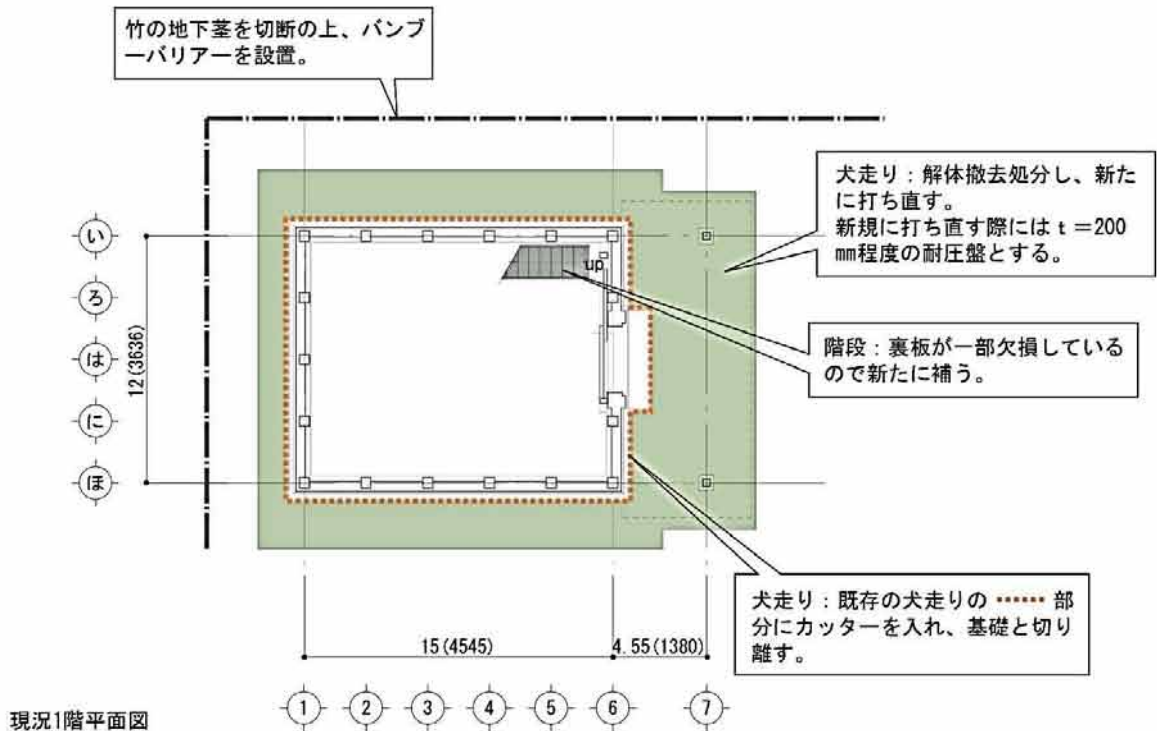 竹の地下茎を切断の上、バンブ
ーバリアーを設置。
犬走り：解体撤去処分し、新た
に打ち直す。
新規に打ち直す際にはｔ＝200
㎜程度の耐圧盤とする。
い
ろ
は
に
ほ
12(3636)
up
階段：裏板が一部欠損している
ので新たに補う。
犬走り：既存の犬走りの ┅┅ 部
分にカッターを入れ、基礎と切り
離す。
15(4545)
4.55(1380)
1
2
3
4
5
6
7
現況1階平面図